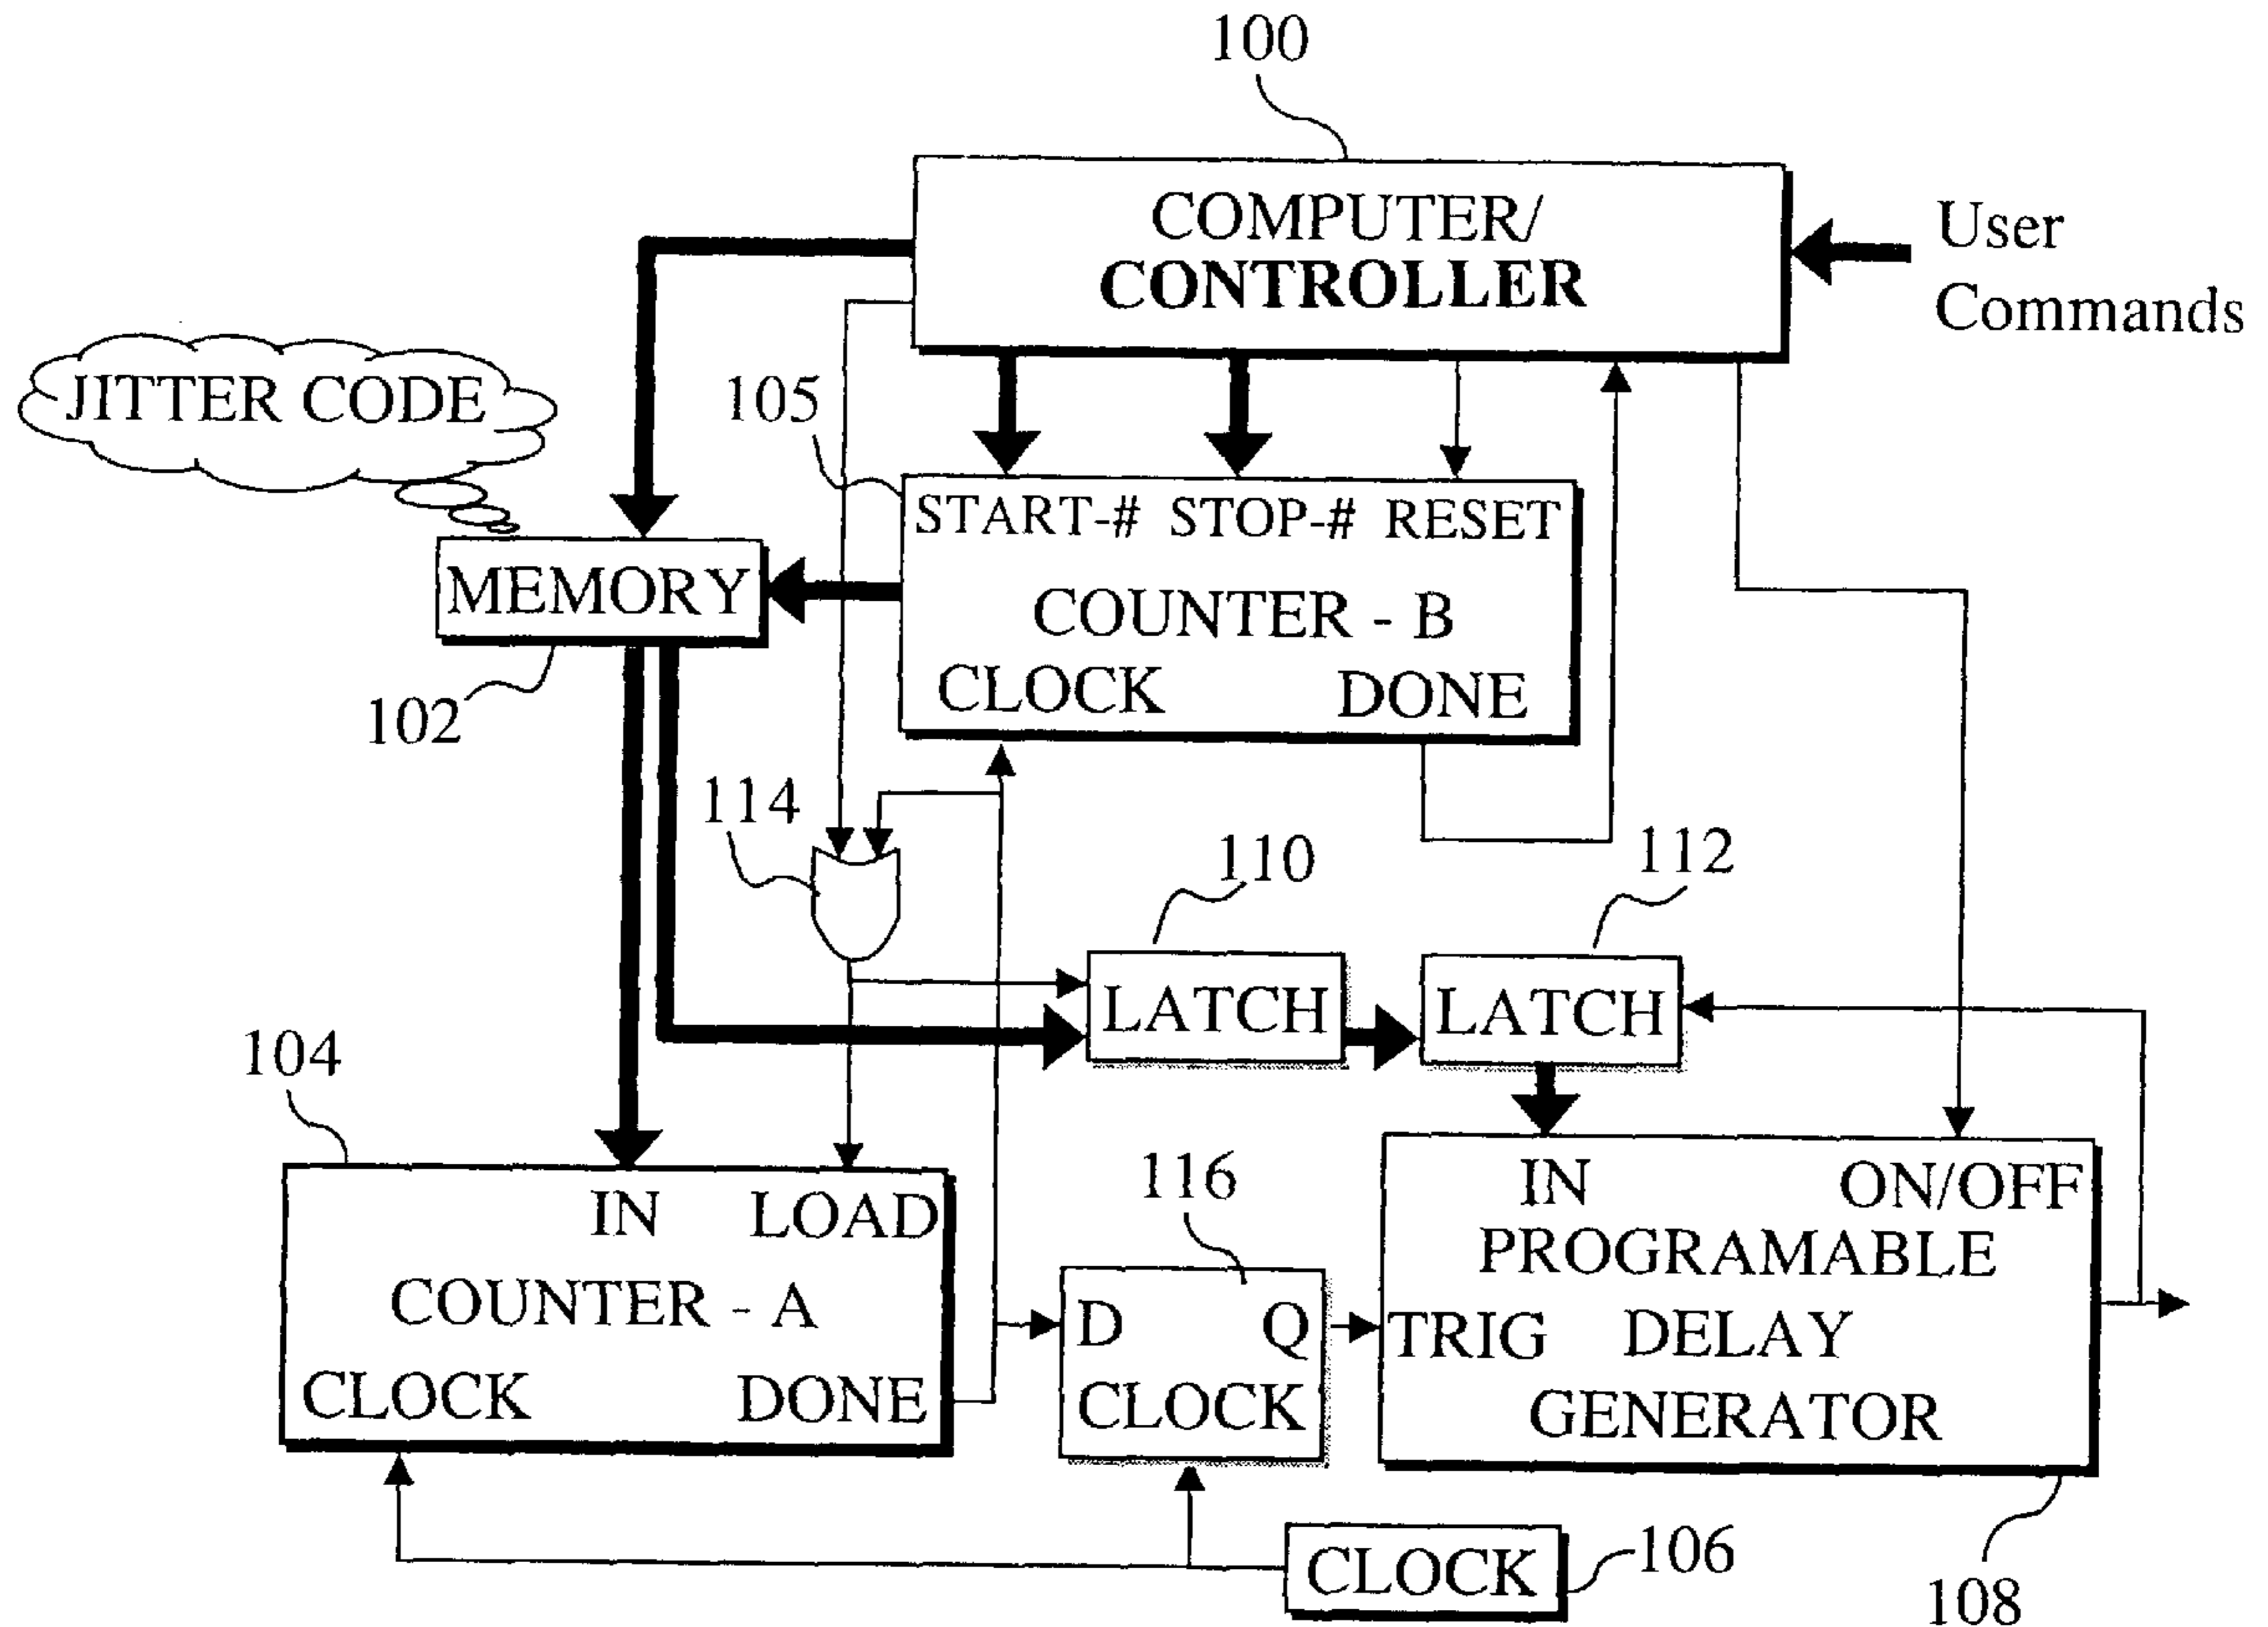 100
COMPUTER/
CONTROLLER
User
Commands
JITTER CODE
105
START-# STOP-# RESET
MEMORY
COUNTER - B
CLOCK DONE
102
114
110
112
LATCH
LATCH
104
116
IN LOAD
IN ON/OFF
PROGRAMABLE
COUNTER - A
D Q
TRIG DELAY
CLOCK DONE
CLOCK
GENERATOR
CLOCK
106
108